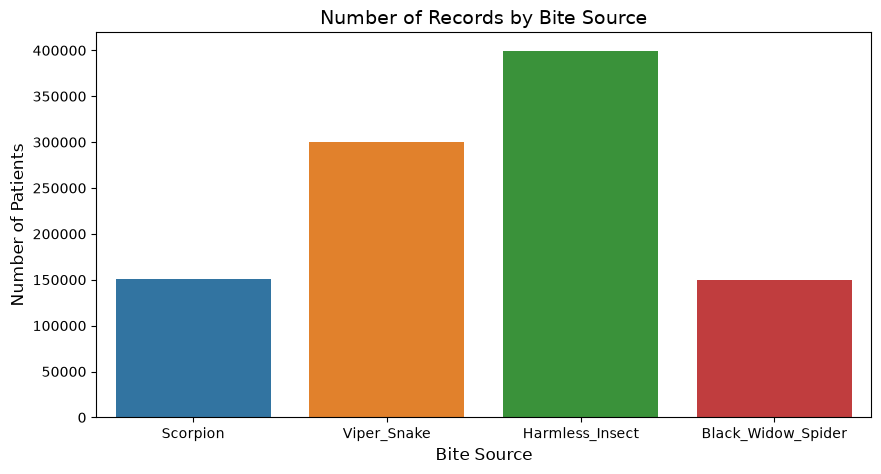 Number of Records by Bite Source
Number of Patients
400000
350000
300000
250000
200000
150000
100000
50000
0
Scorpion Viper_Snake Harmless_Insect Black_Widow_Spider
Bite Source